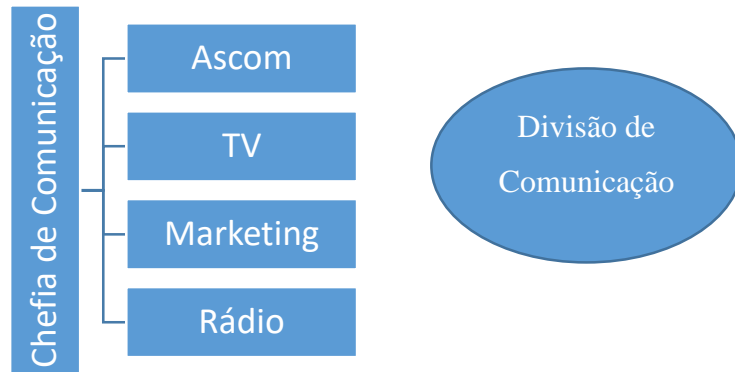 Chefia de Comunicação
Ascom
TV
Marketing
Rádio
Divisão de
Comunicação